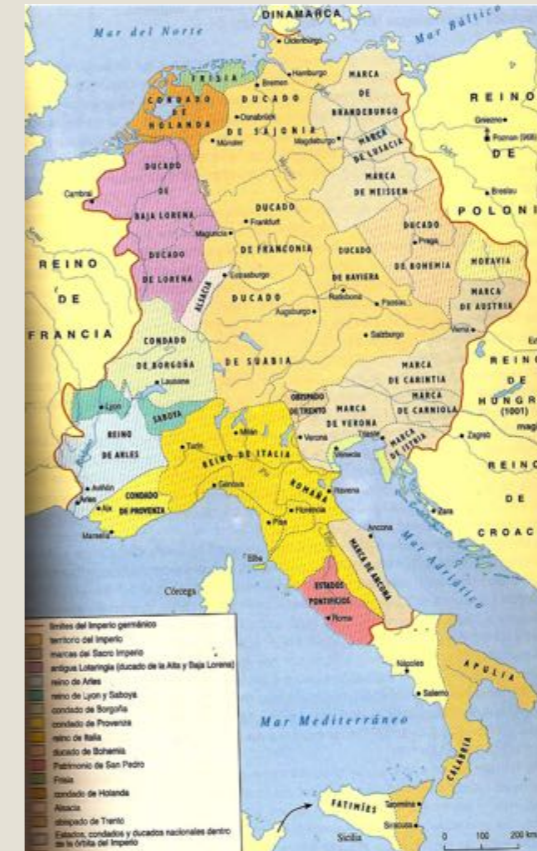 DINAMARCA
Mar del Norte
Mar Báltico
Oldenburgo
Hamburgo
FRISIA
Bremen
MARCA
DE
BRANDEBURGO
REINO
DE
POLONI
Gniezno
Poznan (968)
Breslau
CONDADO
DE
HOLANDA
DUCADO
DE SAJONIA
Osnabrück
Münster
Magdeburgo
MARCA
DE LUSACIA
MARCA
DE MEISSEN
Oder
DUCADO
DE
BAJA LORENA
Cambrai
DUCADO
DE LORENA
DUCADO
Frankfurt
DE FRANCONIA
Maguncia
DUCADO
Praga
DE BOHEMIA
MORAVIA
REINO
DE
FRANCIA
ALSACIA
Estrasburgo
DUCADO
DE SUABIA
Augsburgo
DUCADO
DE BAVIERA
Ratisbona
Passau
Salzburgo
MARCA
DE AUSTRIA
Viena
CONDADO
DE BORGOÑA
Lausana
Lyon
SABOYA
OBISPADO
DE TRENTO
MARCA
DE CARINTIA
MARCA
DE CARNIOLA
MARCA
DE VERONA
MARCA
DE ISTRIA
REIN
DE
HUNGR
(1001)
magi
Zagreb
REINO
DE
ARLES
Aviñón
Arles
Aix
Marsella
CONDADO
DE PROVENZA
Turín
Milán
REINO DE ITALIA
Po
Génova
Verona
Venecia
Trieste
ROMAÑA
Ravena
Florencia
Pisa
REINO
DE
CROAC
Zara
Ancona
MARCA DE ANCONA
Mar Adriático
Elba
Córcega
ESTADOS
PONTIFICIOS
Roma
Nápoles
Salerno
APULIA
CALABRIA
Mar Mediterráneo
FATIMÍES
Sicilia
Taormina
Siracusa
0 100 200 km
límites del Imperio germánico
territorio del Imperio
marcas del Sacro Imperio
antigua Lotaringia (ducado de la Alta y Baja Lorena)
reino de Arles
reino de Lyon y Saboya
condado de Borgoña
condado de Provenza
reino de Italia
ducado de Bohemia
Patrimonio de San Pedro
Frisia
condado de Holanda
Alsacia
obispado de Trento
Estados, condados y ducados nacionales dentro
de la órbita del Imperio